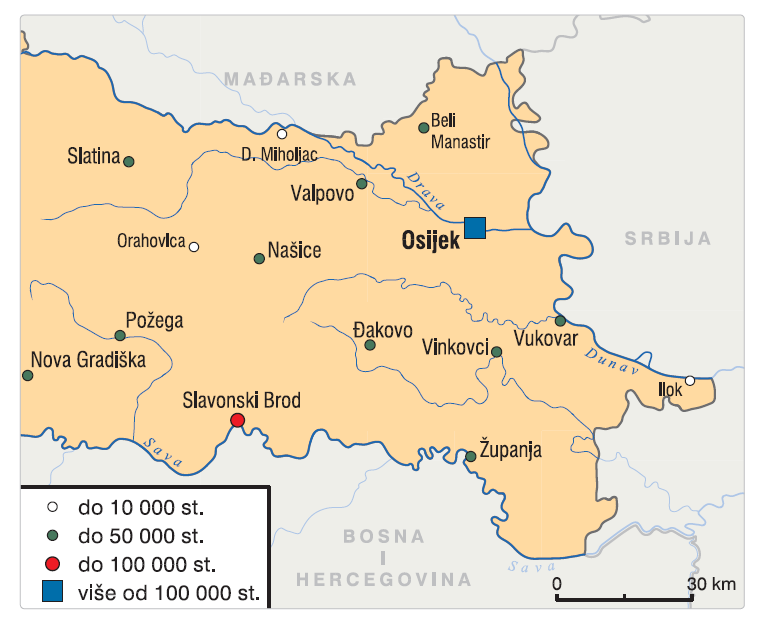 MAĐARSKA
Beli
Manastir
D. Miholjac
Slatina
Valpovo
Drava
Osijek
SRBIJA
Orahovica
Našice
Požega
Đakovo
Vinkovci
Vukovar
Dunav
Nova Gradiška
Ilok
Slavonski Brod
Sava
Županja
BOSNA
I
HERCEGOVINA
Sava
do 10 000 st.
do 50 000 st.
do 100 000 st.
više od 100 000 st.
0 30 km